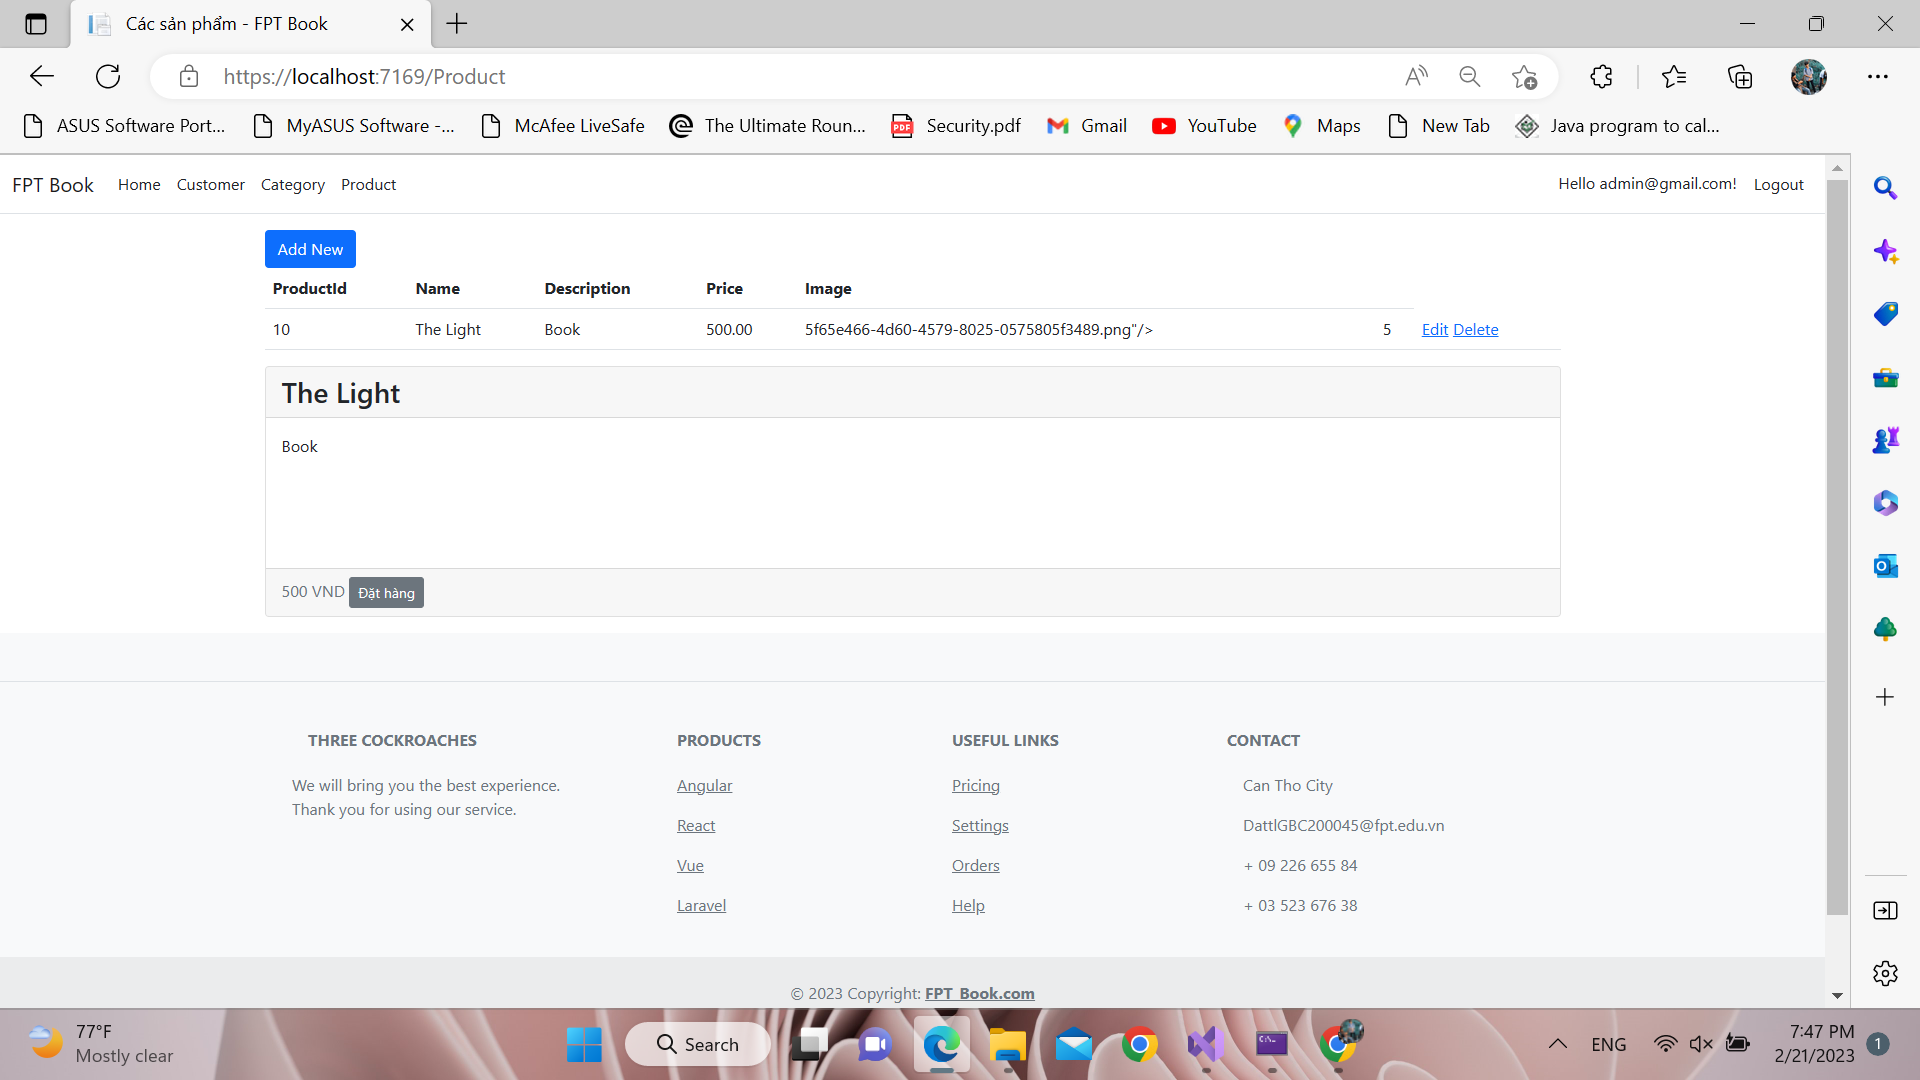 Các sản phẩm - FPT Book
https://localhost:7169/Product
ASUS Software Port...
MyASUS Software -...
McAfee LiveSafe
The Ultimate Roun...
PDF
Security.pdf
Gmail
YouTube
Maps
New Tab
Java program to cal...
FPT Book Home Customer Category Product
Hello admin@gmail.com! Logout
Add New
ProductId Name Description Price Image
10 The Light Book 500.00 5f65e466-4d60-4579-8025-0575805f3489.png"/> 5 Edit Delete
The Light
Book
500 VND Đặt hàng
THREE COCKROACHES
We will bring you the best experience.
Thank you for using our service.
PRODUCTS
Angular
React
Vue
Laravel
USEFUL LINKS
Pricing
Settings
Orders
Help
CONTACT
Can Tho City
DattlGBC200045@fpt.edu.vn
+ 09 226 655 84
+ 03 523 676 38
© 2023 Copyright: FPT_Book.com
77°F
Mostly clear
Search
ENG
7:47 PM
2/21/2023
1